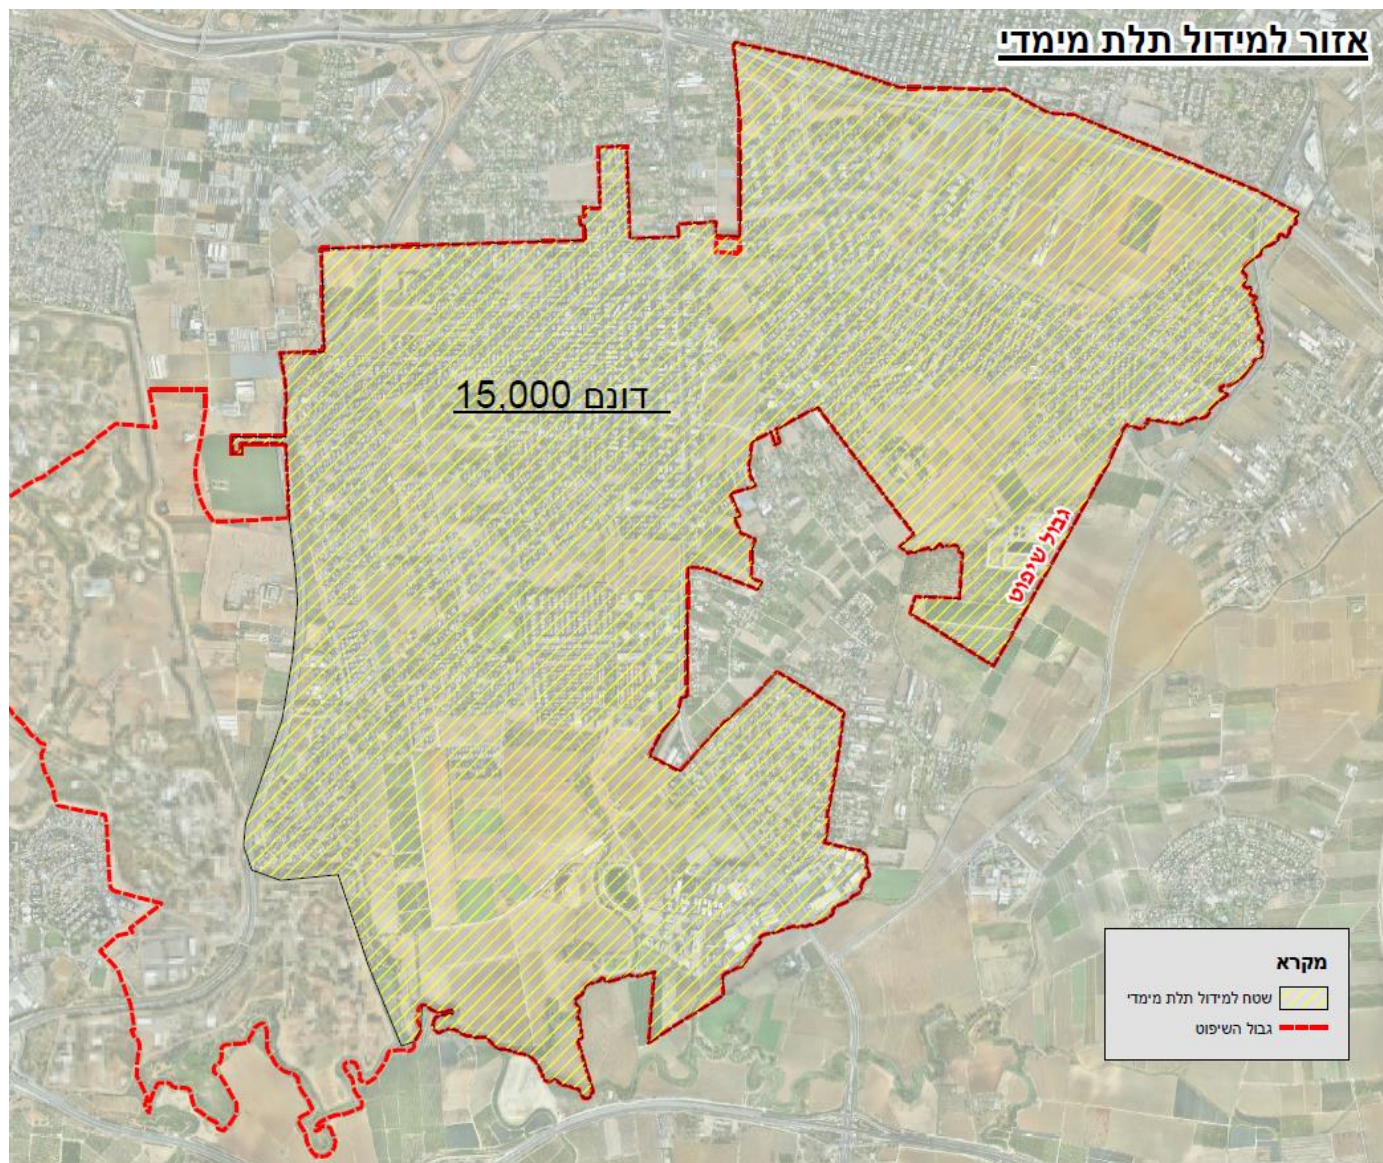 אזור למידול תלת מימדי
15,000 דונם
גבול שיפוט
מקרא
שטח למידול תלת מימדי
גבול השיפוט